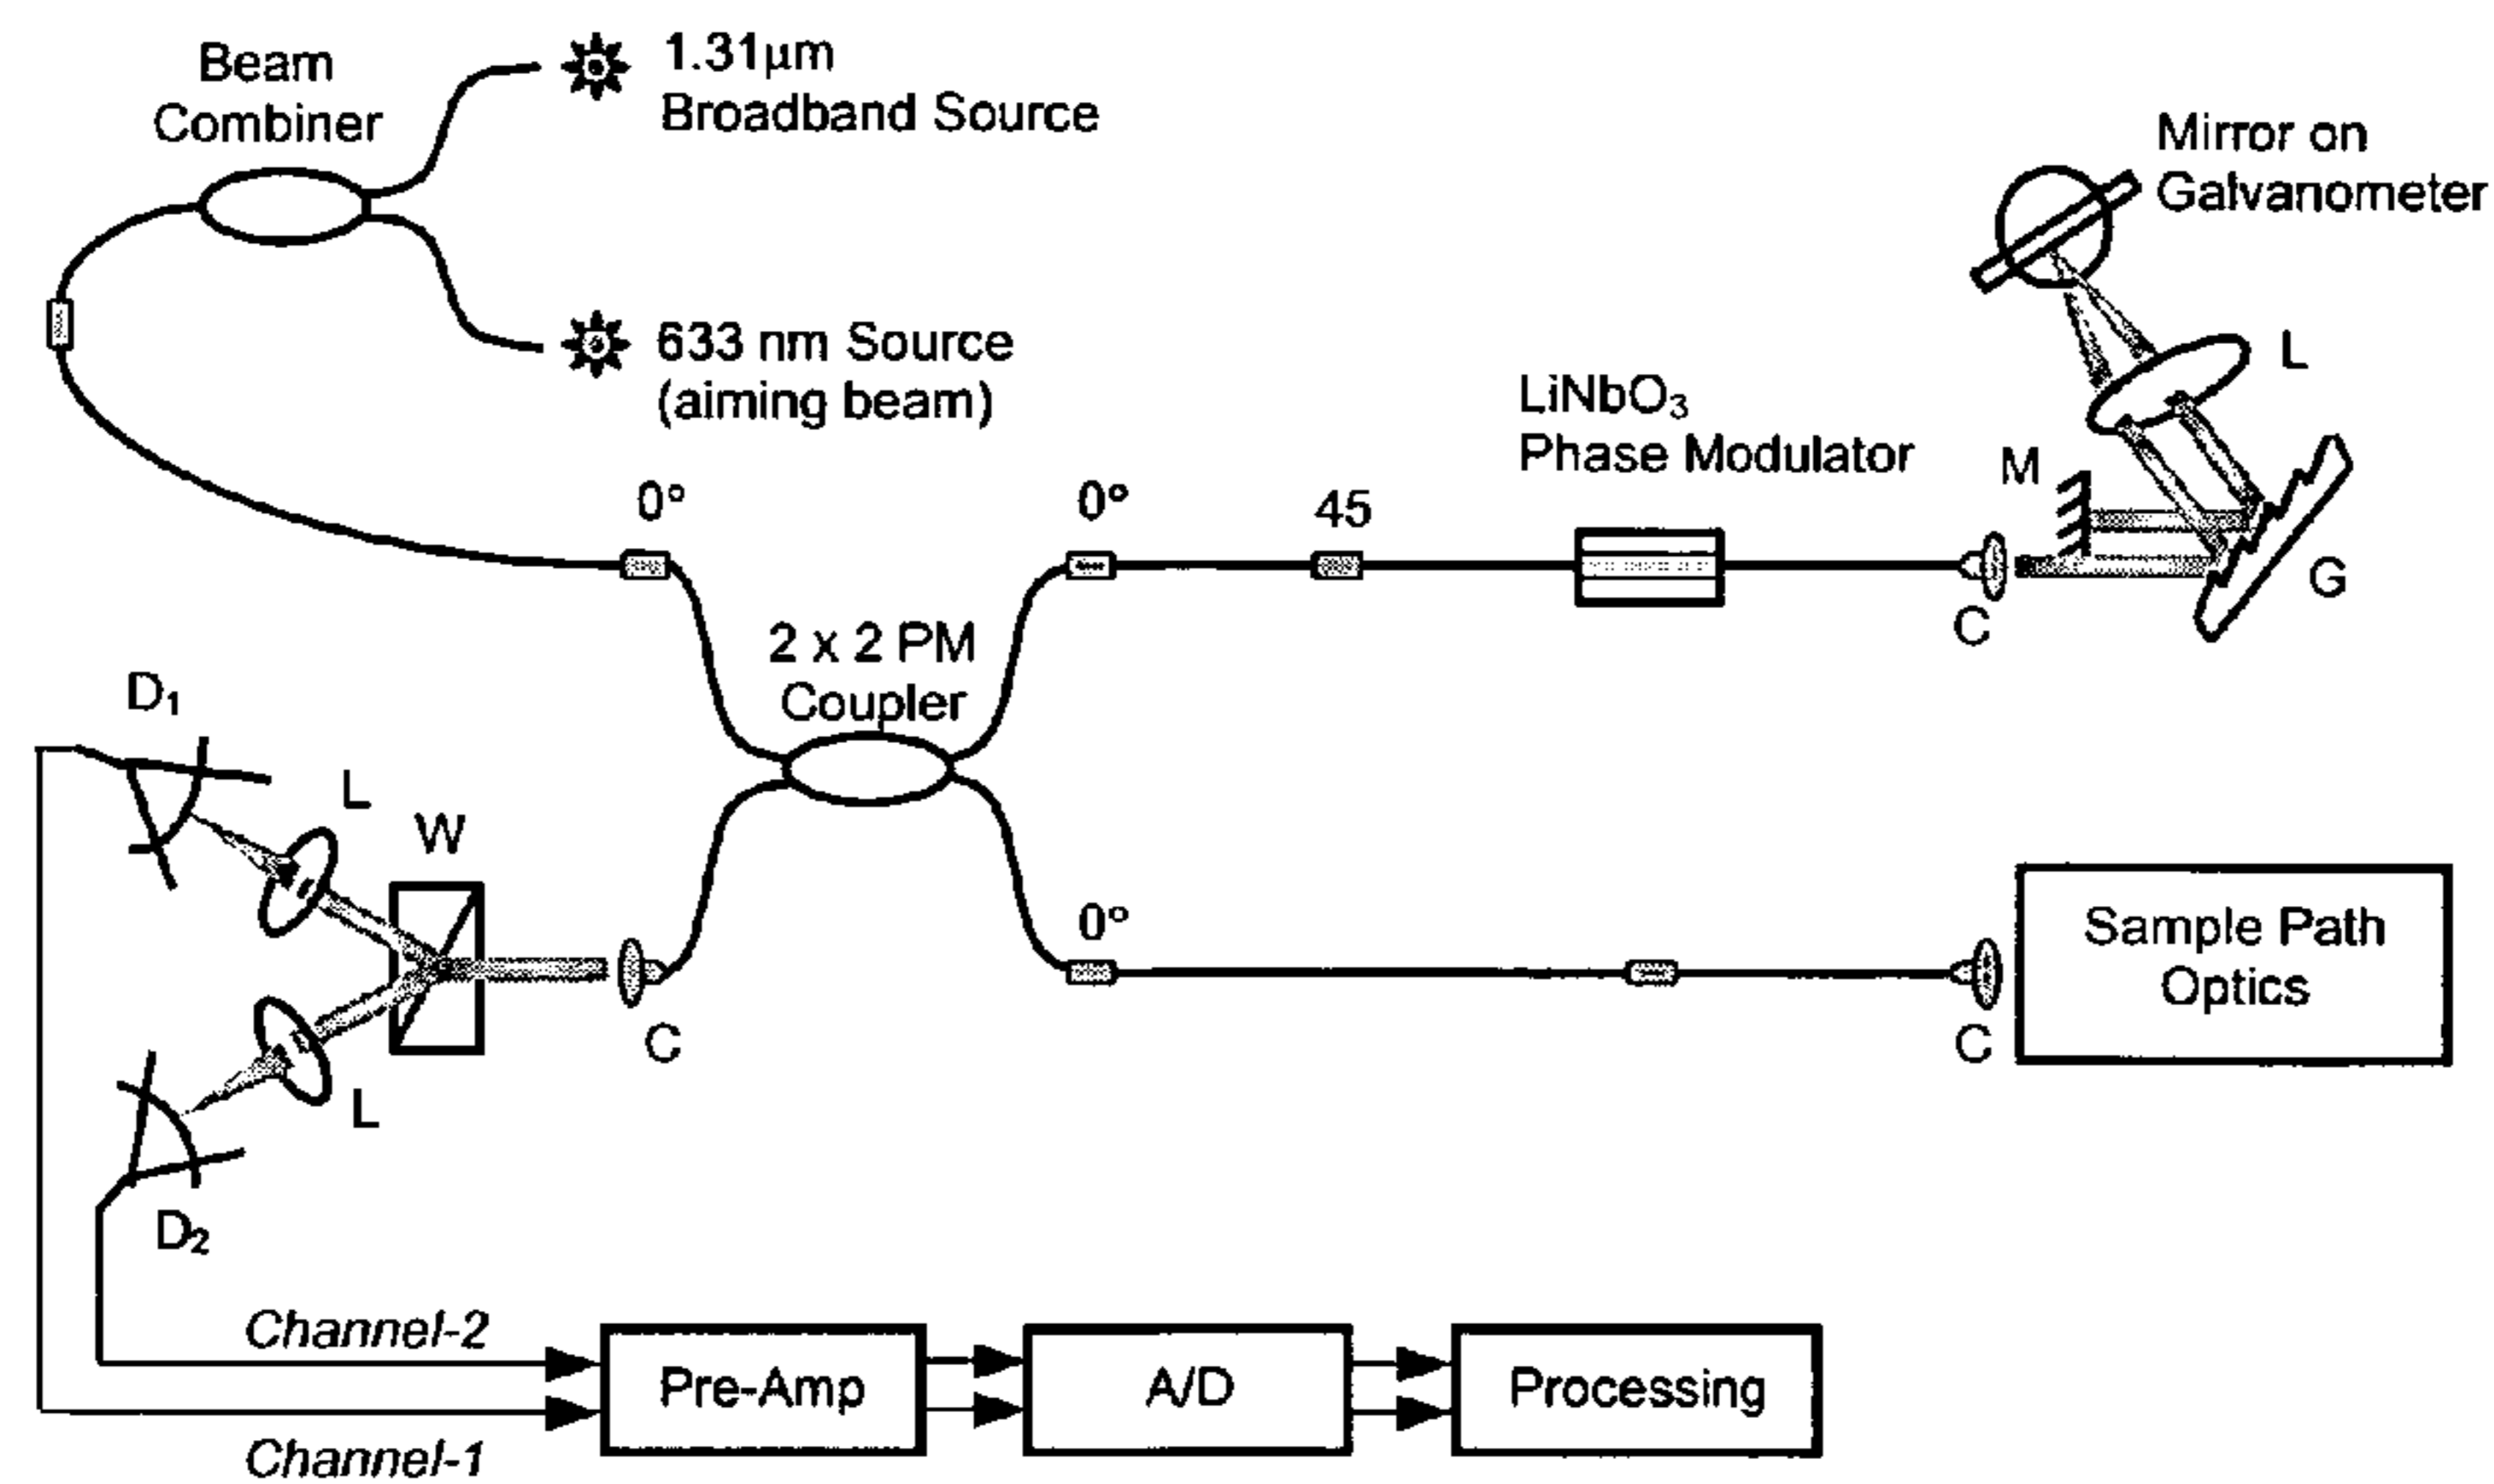 Beam
Combiner
1.31µm
Broadband Source
Mirror on
Galvanometer
633 nm Source
(aiming beam)
L
LiNbO₃
Phase Modulator
M
0°
0°
45
G
C
2 x 2 PM
Coupler
D₁
L
W
0°
Sample Path
Optics
C
C
L
D₂
Channel-2
Pre-Amp
A/D
Processing
Channel-1